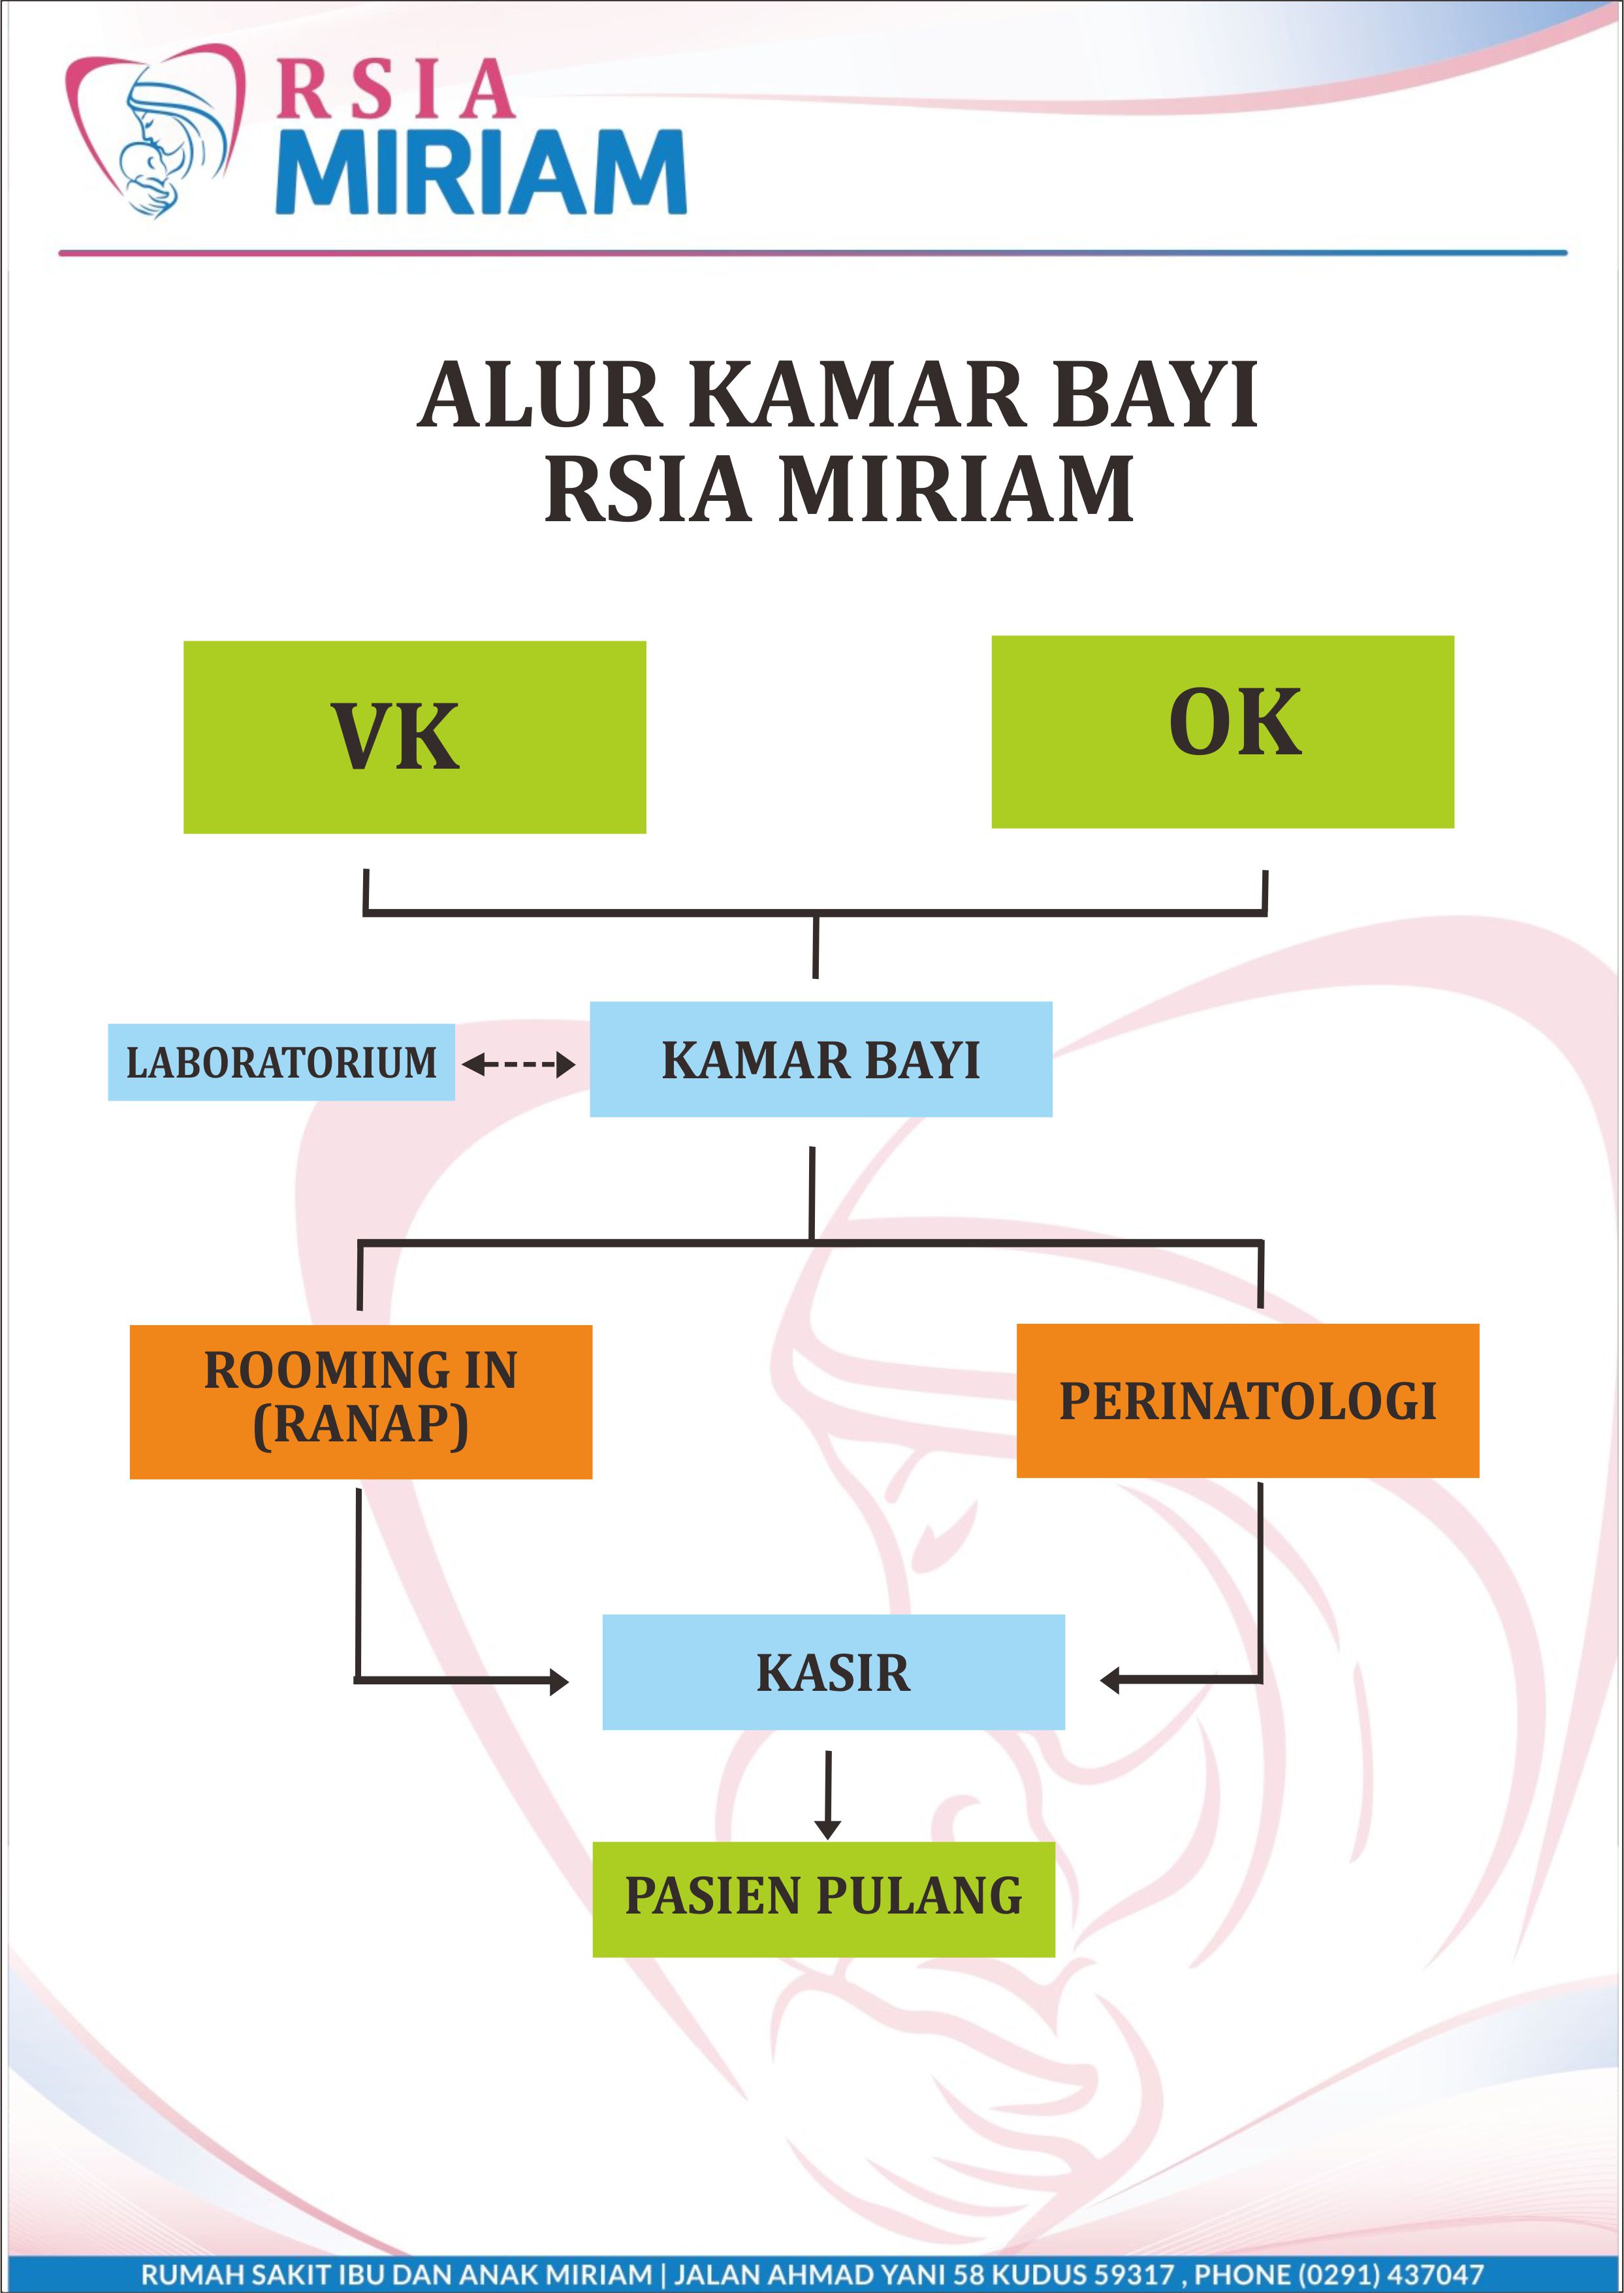 RSIA
MIRIAM
ALUR KAMAR BAYI
RSIA MIRIAM
VK
OK
LABORATORIUM
KAMAR BAYI
ROOMING IN
(RANAP)
PERINATOLOGI
KASIR
PASIEN PULANG
RUMAH SAKIT IBU DAN ANAK MIRIAM | JALAN AHMAD YANI 58 KUDUS 59317 , PHONE (0291) 437047